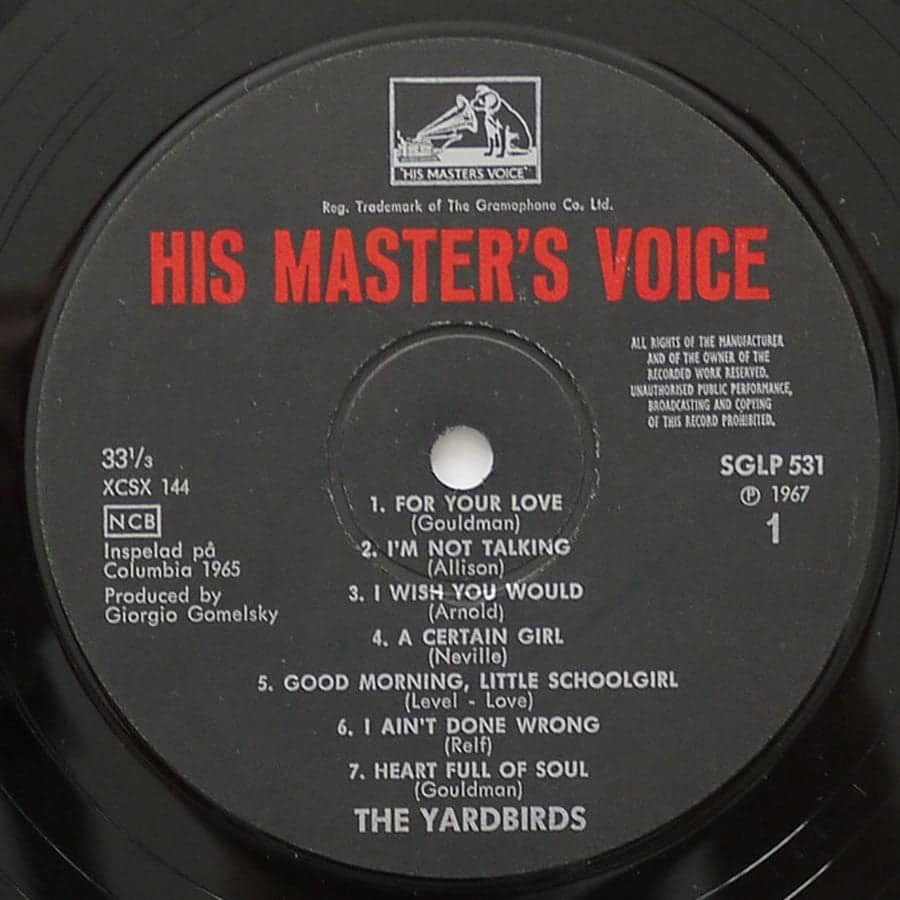 "HIS MASTER'S VOICE"
Reg. Trademark of The Gramophone Co. Ltd.
HIS MASTER'S VOICE
ALL RIGHTS OF THE MANUFACTURER
AND OF THE OWNER OF THE
RECORDED WORK RESERVED.
UNAUTHORISED PUBLIC PERFORMANCE,
BROADCASTING AND COPYING
OF THIS RECORD PROHIBITED.
33⅓
XCSX 144
NCB
Inspelad på
Columbia 1965
Produced by
Giorgio Gomelsky
SGLP 531
℗ 1967
1
1. FOR YOUR LOVE
(Gouldman)
2. I'M NOT TALKING
(Allison)
3. I WISH YOU WOULD
(Arnold)
4. A CERTAIN GIRL
(Neville)
5. GOOD MORNING, LITTLE SCHOOLGIRL
(Level - Love)
6. I AIN'T DONE WRONG
(Relf)
7. HEART FULL OF SOUL
(Gouldman)
THE YARDBIRDS